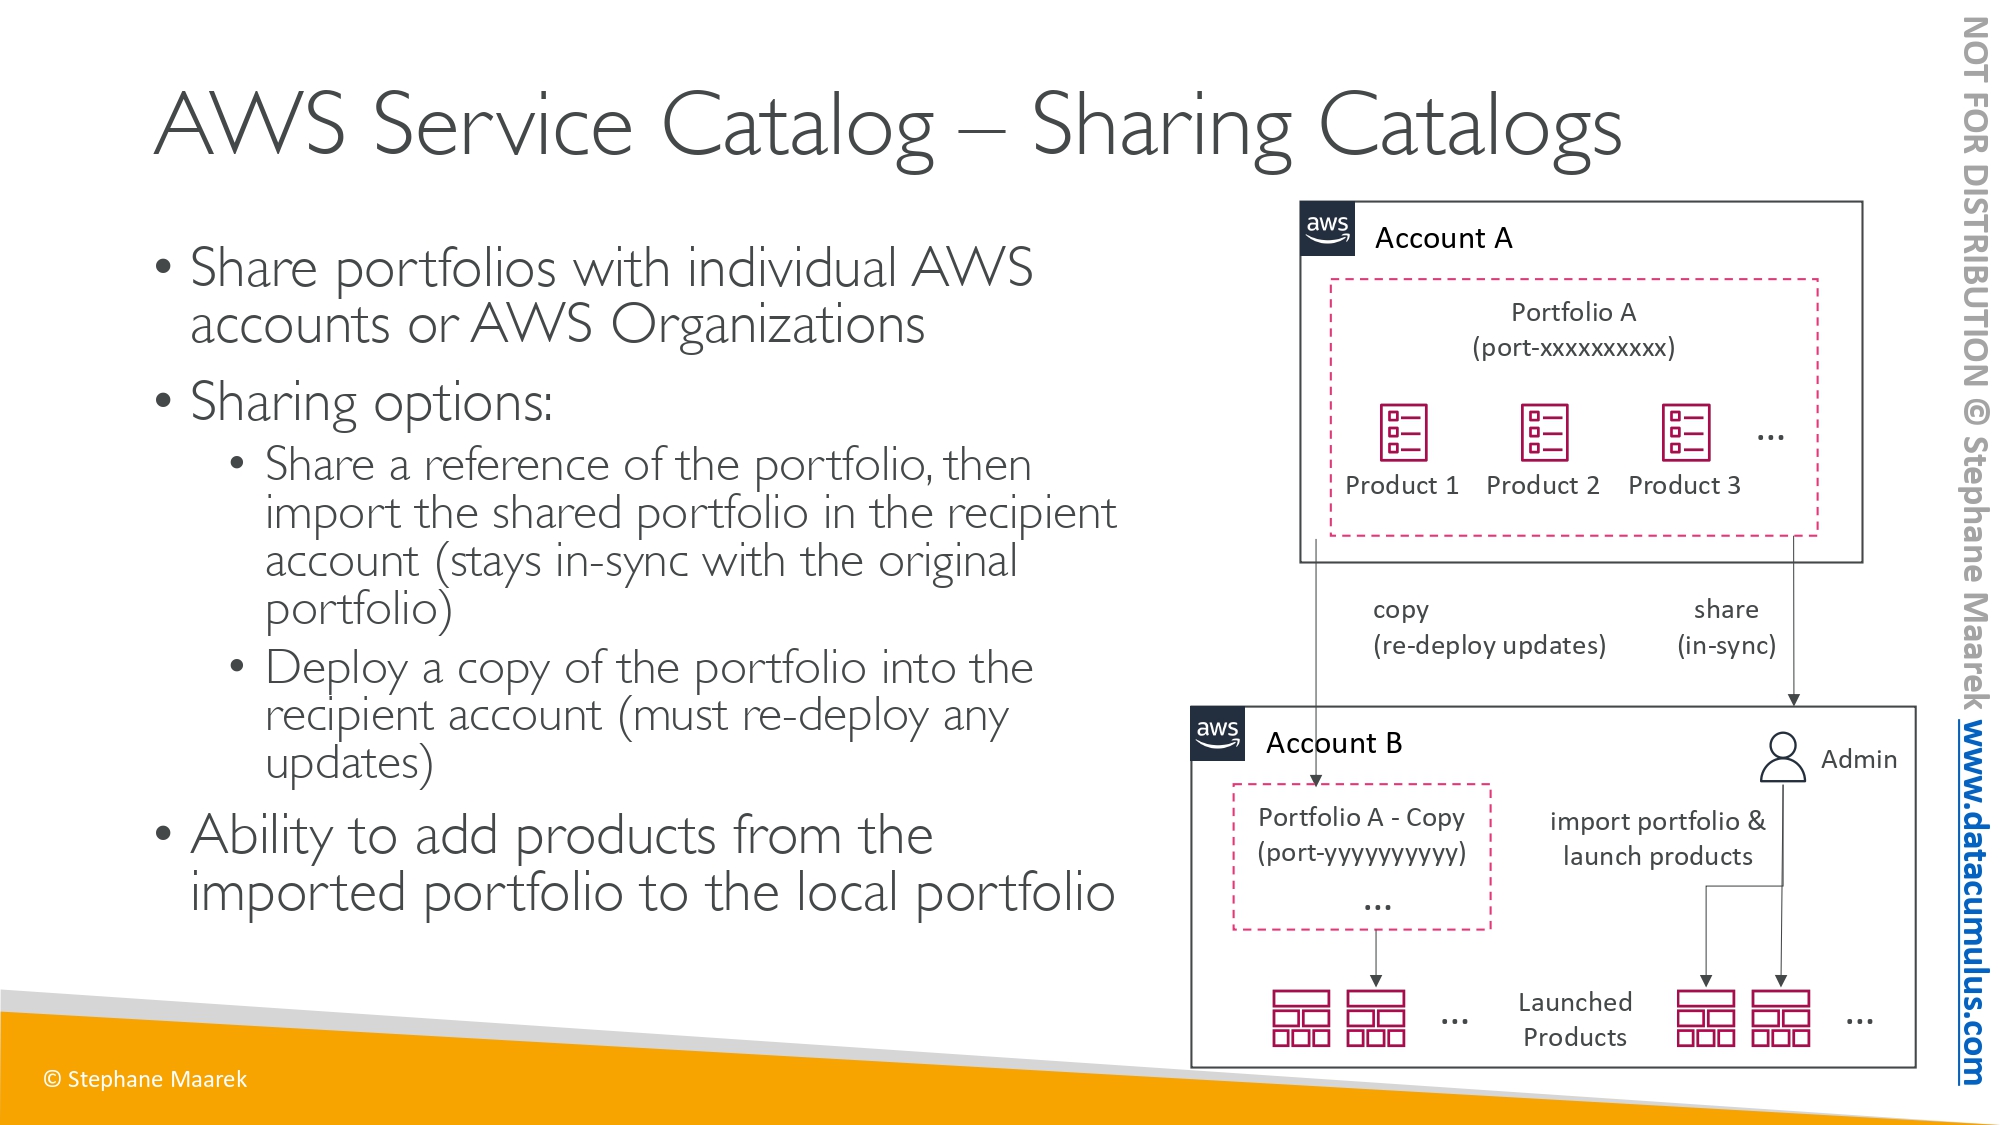 AWS Service Catalog – Sharing Catalogs
• Share portfolios with individual AWS
accounts or AWS Organizations
• Sharing options:
• Share a reference of the portfolio, then
import the shared portfolio in the recipient
account (stays in-sync with the original
portfolio)
• Deploy a copy of the portfolio into the
recipient account (must re-deploy any
updates)
• Ability to add products from the
imported portfolio to the local portfolio
aws
Account A
Portfolio A
(port-xxxxxxxxxx)
Product 1
Product 2
Product 3
...
copy
(re-deploy updates)
share
(in-sync)
aws
Account B
Admin
Portfolio A - Copy
(port-yyyyyyyyyy)
...
import portfolio &
launch products
...
Launched
Products
...
© Stephane Maarek
NOT FOR DISTRIBUTION © Stephane Maarek www.datacumulus.com